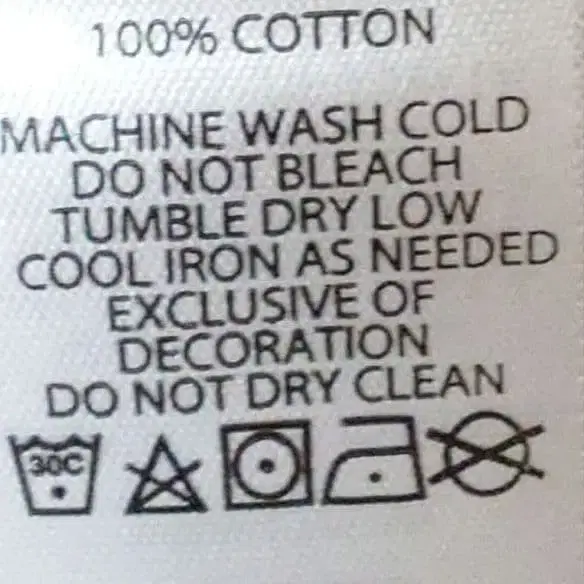 100% COTTON
MACHINE WASH COLD
DO NOT BLEACH
TUMBLE DRY LOW
COOL IRON AS NEEDED
EXCLUSIVE OF
DECORATION
DO NOT DRY CLEAN
30C